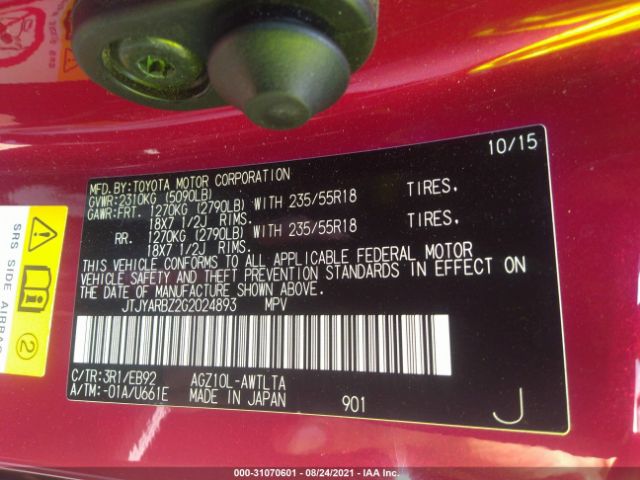 10/15
MFD. BY:TOYOTA MOTOR CORPORATION
GVWR:2310KG (5090LB)
GAWR:FRT. 1270KG (2790LB) WITH 235/55R18 TIRES.
18X7 1/2J RIMS.
RR. 1270KG (2790LB) WITH 235/55R18 TIRES.
18X7 1/2J RIMS.
THIS VEHICLE CONFORMS TO ALL APPLICABLE FEDERAL MOTOR
VEHICLE SAFETY AND THEFT PREVENTION STANDARDS IN EFFECT ON
THE DATE OF MANUFACTURE SHOWN ABOVE.
JTJYARBZ2G2024893 MPV
C/TR:3R1/EB92 AGZ10L-AWTLTA
A/TM:-01A/U661E MADE IN JAPAN 901 J
SRS SIDE AIRBAG
2
000-31070601 - 08/24/2021 - IAA Inc.